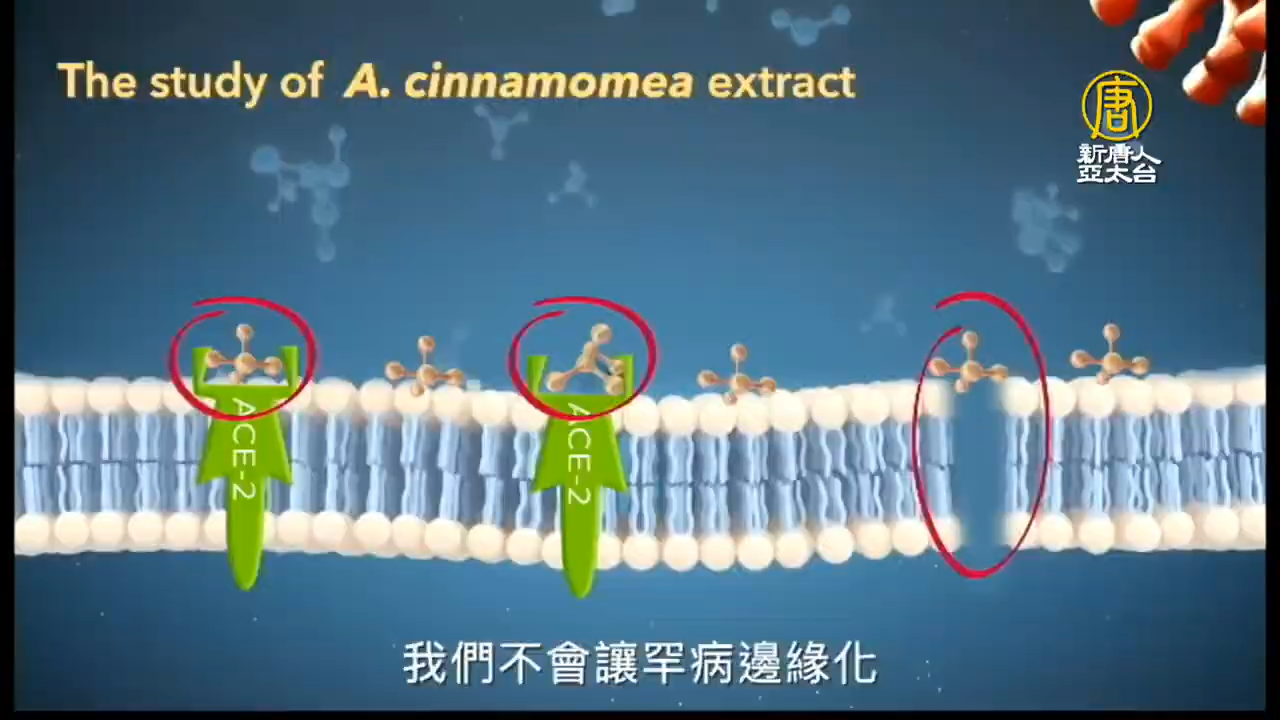 The study of A. cinnamomea extract
唐
新唐人
亞太台
ACE-2
ACE-2
我們不會讓罕病邊緣化